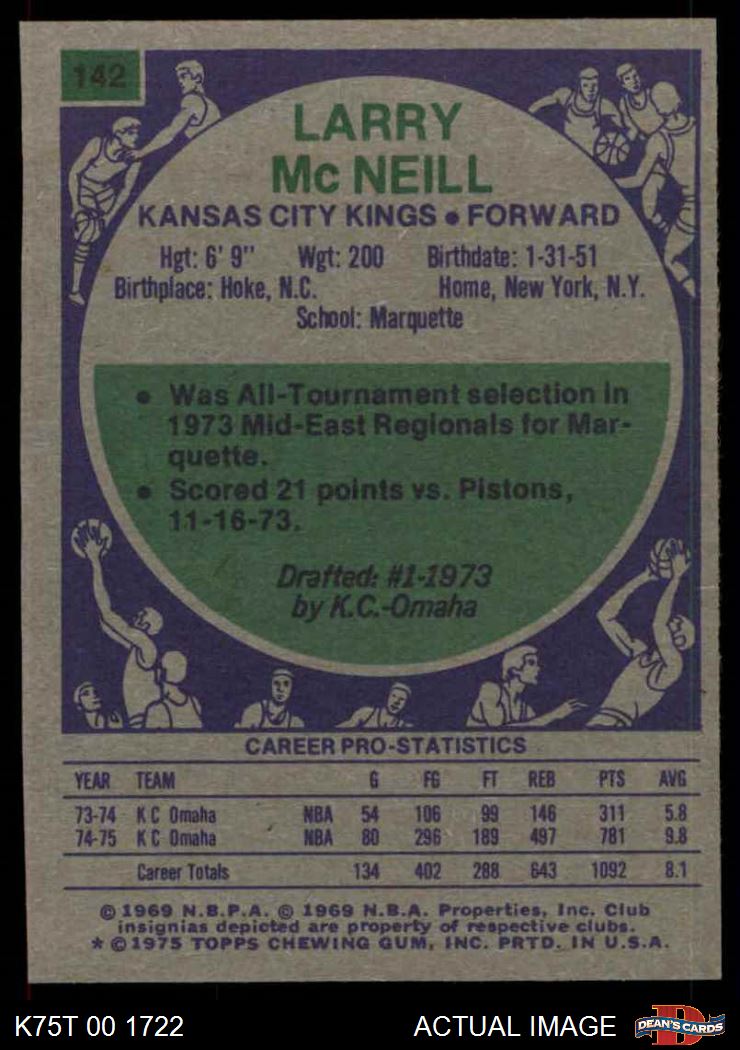 142
LARRY
Mc NEILL
KANSAS CITY KINGS • FORWARD
Hgt: 6' 9" Wgt: 200 Birthdate: 1-31-51
Birthplace: Hoke, N.C. Home, New York, N.Y.
School: Marquette
• Was All-Tournament selection in
1973 Mid-East Regionals for Mar-
quette.
• Scored 21 points vs. Pistons,
11-16-73.
Drafted: #1-1973
by K.C.-Omaha
CAREER PRO-STATISTICS
YEAR TEAM G FG FT REB PTS AVG
73-74 K C Omaha NBA 54 106 99 146 311 5.8
74-75 K C Omaha NBA 80 296 189 497 781 9.8
Career Totals 134 402 288 643 1092 8.1
© 1969 N.B.P.A. © 1969 N.B.A. Properties, Inc. Club
insignias depicted are property of respective clubs.
* © 1975 TOPPS CHEWING GUM, INC. PRTD. IN U.S.A.
K75T 00 1722 ACTUAL IMAGE D DEAN'S CARDS